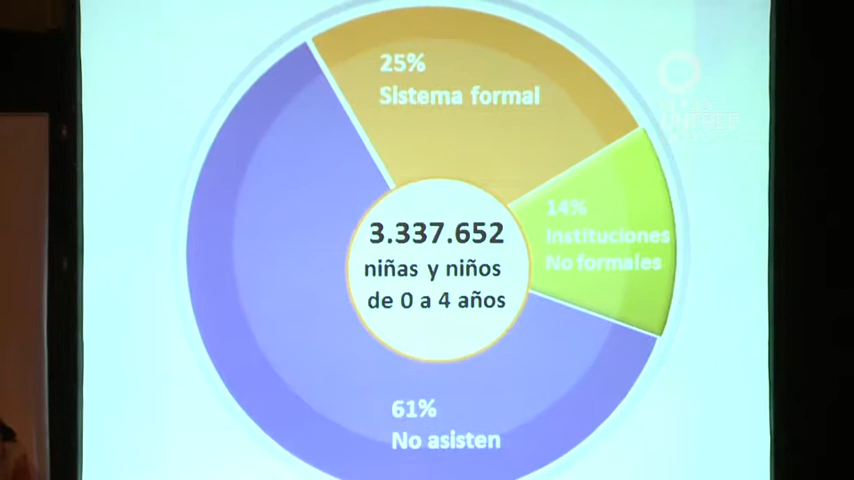 25%
Sistema formal
14%
Instituciones
No formales
3.337.652
niñas y niños
de 0 a 4 años
61%
No asisten